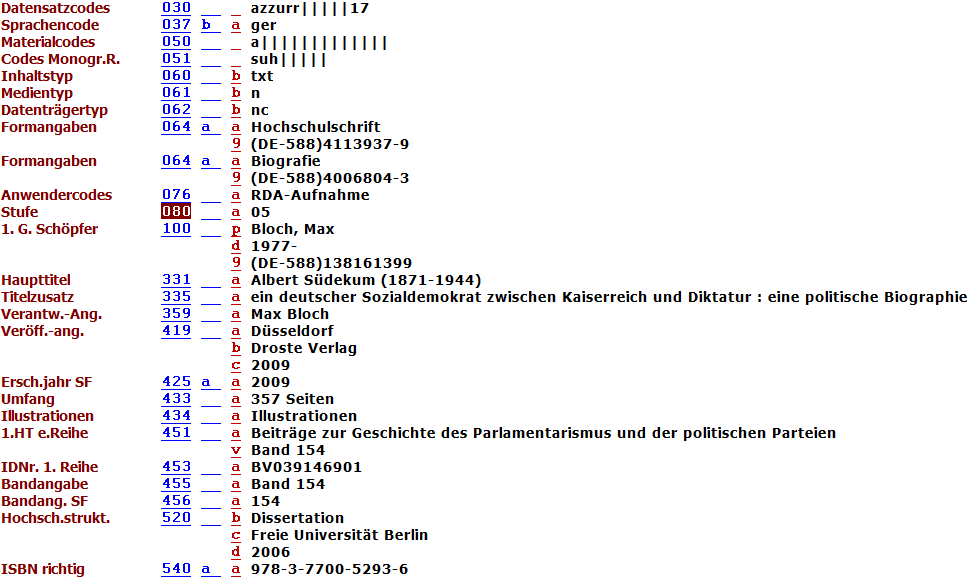 Datensatzcodes 030 _ _ azzurr|||||17
Sprachencode 037 b a ger
Materialcodes 050 _ _ a|||||||||||||
Codes Monogr.R. 051 _ _ suh|||||
Inhaltstyp 060 _ b txt
Medientyp 061 _ b n
Datenträgertyp 062 _ b nc
Formangaben 064 a a Hochschulschrift
9 (DE-588)4113937-9
Formangaben 064 a a Biografie
9 (DE-588)4006804-3
Anwendercodes 076 _ a RDA-Aufnahme
Stufe 080 _ a 05
1. G. Schöpfer 100 _ p Bloch, Max
d 1977-
9 (DE-588)138161399
Haupttitel 331 _ a Albert Südekum (1871-1944)
Titelzusatz 335 _ a ein deutscher Sozialdemokrat zwischen Kaiserreich und Diktatur : eine politische Biographie
Verantw.-Ang. 359 _ a Max Bloch
Veröff.-ang. 419 _ a Düsseldorf
b Droste Verlag
c 2009
Ersch.jahr SF 425 a a 2009
Umfang 433 _ a 357 Seiten
Illustrationen 434 _ a Illustrationen
1.HT e.Reihe 451 _ a Beiträge zur Geschichte des Parlamentarismus und der politischen Parteien
v Band 154
IDNr. 1. Reihe 453 _ a BV039146901
Bandangabe 455 _ a Band 154
Bandang. SF 456 _ a 154
Hochsch.strukt. 520 _ b Dissertation
c Freie Universität Berlin
d 2006
ISBN richtig 540 a a 978-3-7700-5293-6